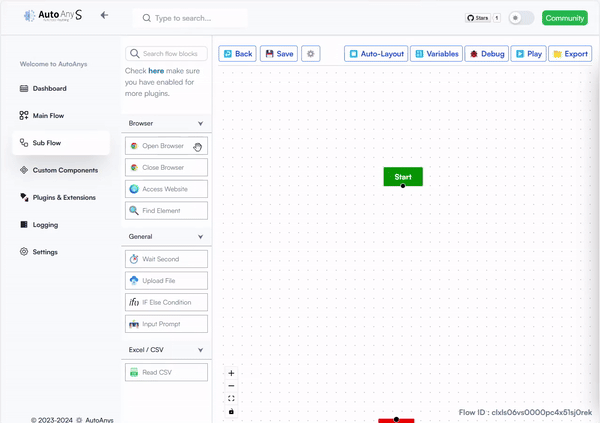 Auto Any S
Type to search...
Stars 1
Community
Welcome to AutoAnys
Dashboard
Main Flow
Sub Flow
Custom Components
Plugins & Extensions
Logging
Settings
© 2023-2024 AutoAnys
Search flow blocks
Check here make sure
you have enabled for
more plugins.
Browser
Open Browser
Close Browser
Access Website
Find Element
General
Wait Second
Upload File
IF Else Condition
Input Prompt
Excel / CSV
Read CSV
Back
Save
Auto-Layout
Variables
Debug
Play
Export
Start
Flow ID : clxls06vs0000pc4x51sj0rek